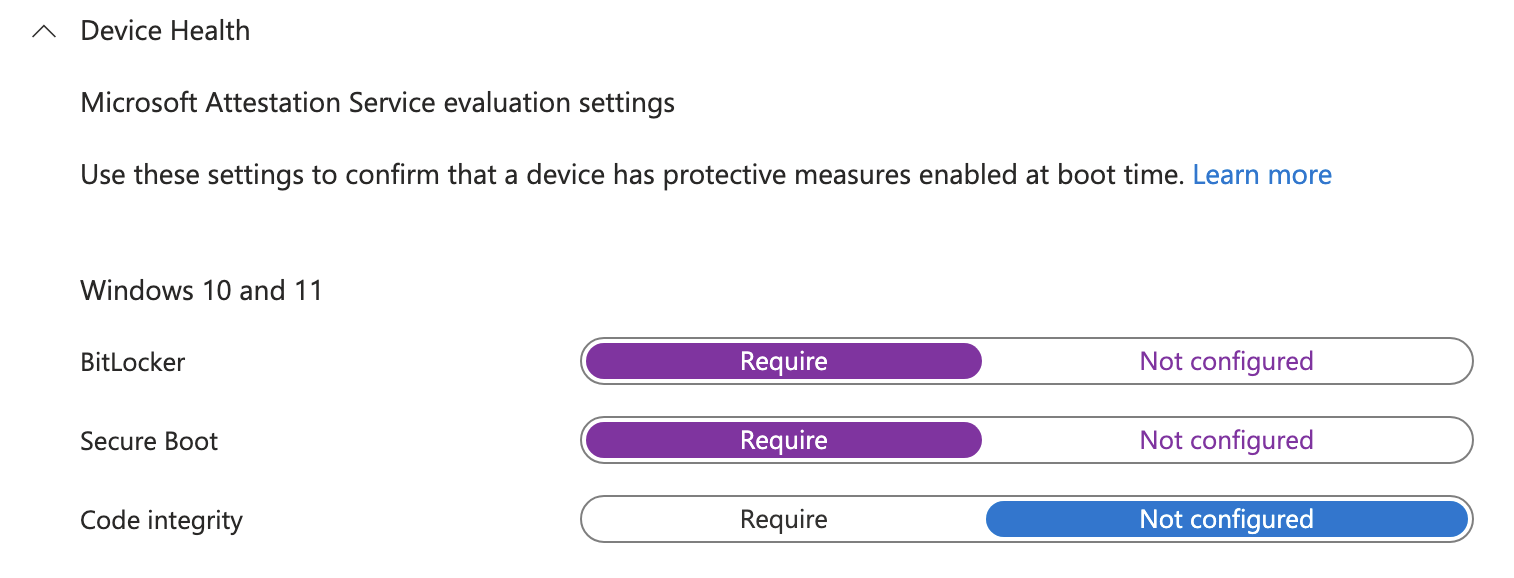 Device Health
Microsoft Attestation Service evaluation settings
Use these settings to confirm that a device has protective measures enabled at boot time. Learn more
Windows 10 and 11
BitLocker Require Not configured
Secure Boot Require Not configured
Code integrity Require Not configured